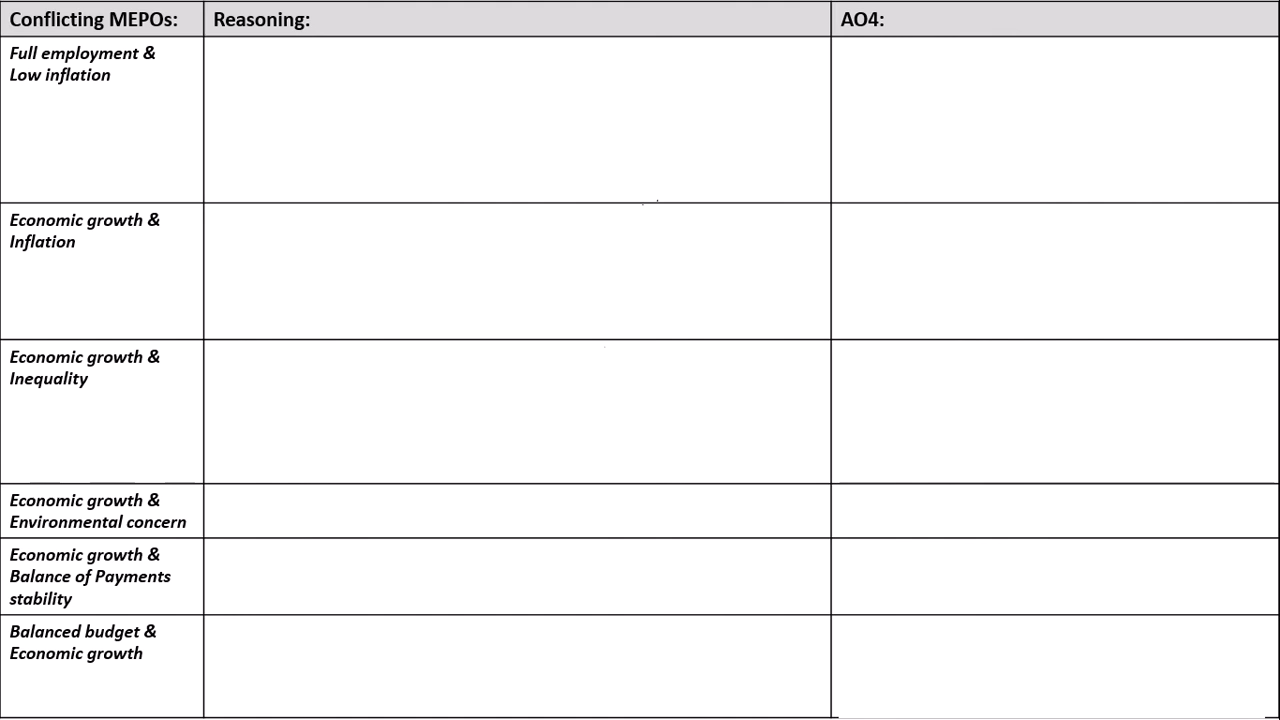 Conflicting MEPOs:
Reasoning:
AO4:
Full employment &
Low inflation
Economic growth &
Inflation
Economic growth &
Inequality
Economic growth &
Environmental concern
Economic growth &
Balance of Payments
stability
Balanced budget &
Economic growth